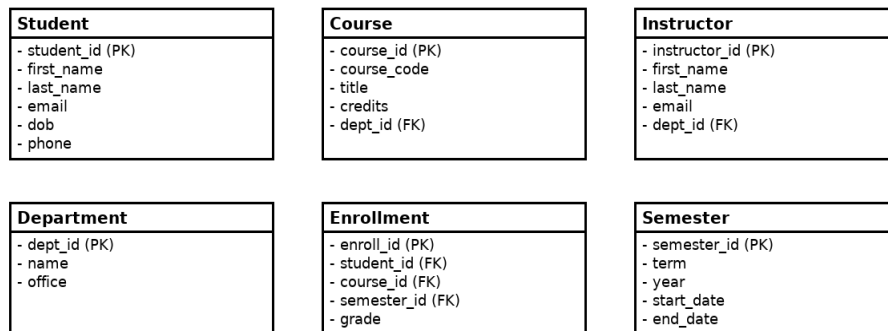 Student
- student_id (PK)
- first_name
- last_name
- email
- dob
- phone
Course
- course_id (PK)
- course_code
- title
- credits
- dept_id (FK)
Instructor
- instructor_id (PK)
- first_name
- last_name
- email
- dept_id (FK)
Department
- dept_id (PK)
- name
- office
Enrollment
- enroll_id (PK)
- student_id (FK)
- course_id (FK)
- semester_id (FK)
- grade
Semester
- semester_id (PK)
- term
- year
- start_date
- end_date